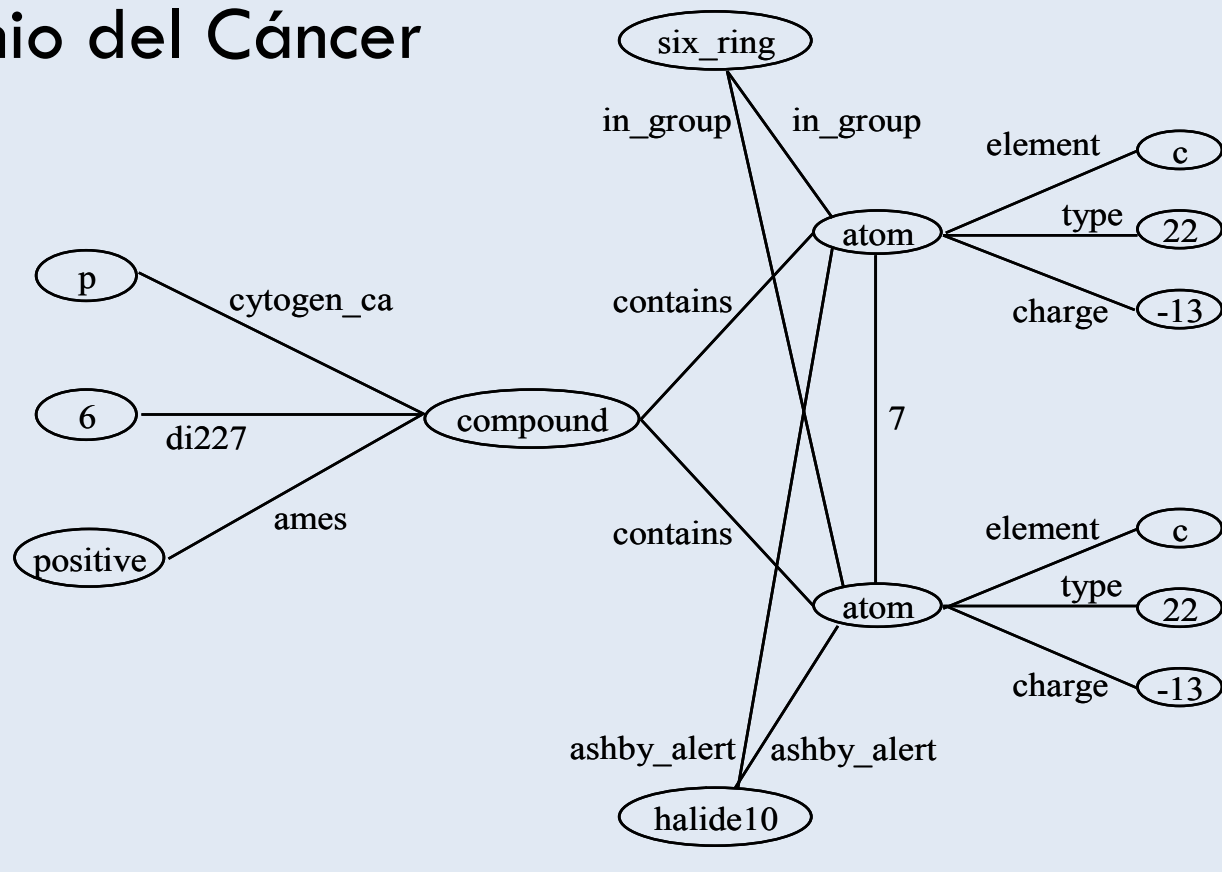 nio del Cáncer
six_ring
in_group in_group
element c
type 22
atom
charge -13
p
cytogen_ca
contains
6
di227
compound
7
ames
positive
contains
element c
type 22
atom
charge -13
ashby_alert ashby_alert
halide10